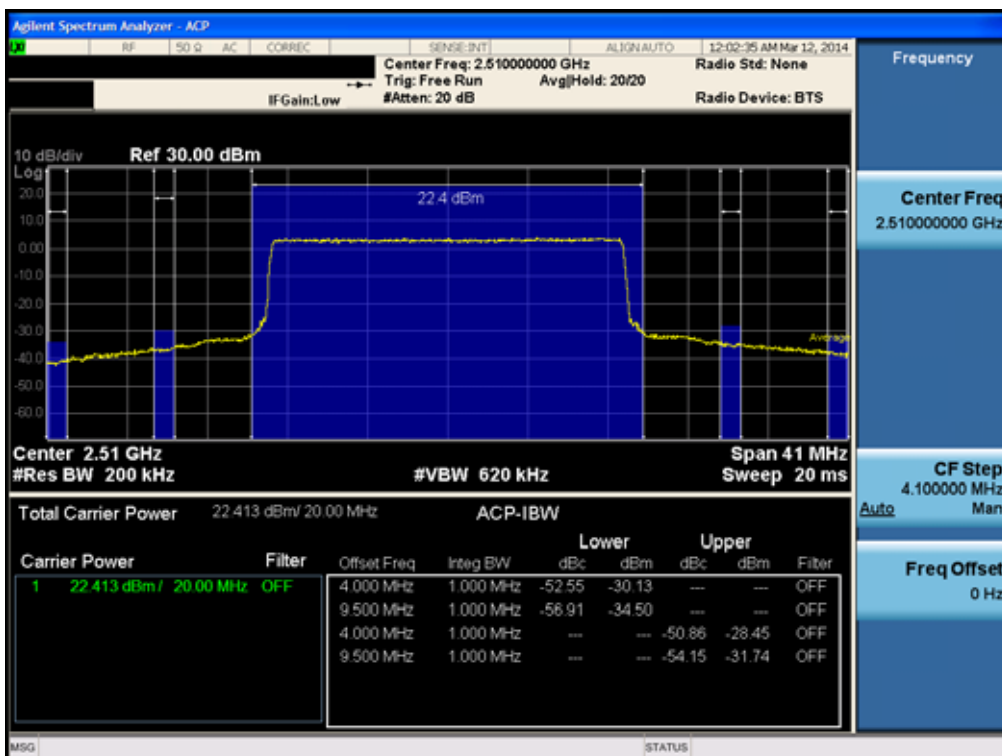 Agilent Spectrum Analyzer - ACP
LXI RF 50 Ω AC CORREC SENSE:INT ALIGNAUTO 12:02:35 AM Mar 12, 2014
Center Freq: 2.510000000 GHz Radio Std: None
Trig: Free Run Avg|Hold: 20/20
IFGain:Low #Atten: 20 dB Radio Device: BTS
10 dB/div Ref 30.00 dBm
Log
20.0
10.0
0.00
-10.0
-20.0
-30.0
-40.0
-50.0
-60.0
22.4 dBm
Average
Center 2.51 GHz Span 41 MHz
#Res BW 200 kHz #VBW 620 kHz Sweep 20 ms
Total Carrier Power 22.413 dBm/ 20.00 MHz ACP-IBW
Lower Upper
Carrier Power Filter Offset Freq Integ BW dBc dBm dBc dBm Filter
1 22.413 dBm / 20.00 MHz OFF 4.000 MHz 1.000 MHz -52.55 -30.13 --- --- OFF
9.500 MHz 1.000 MHz -56.91 -34.50 --- --- OFF
4.000 MHz 1.000 MHz --- --- -50.86 -28.45 OFF
9.500 MHz 1.000 MHz --- --- -54.15 -31.74 OFF
MSG STATUS
Frequency
Center Freq
2.510000000 GHz
CF Step
4.100000 MHz
Auto Man
Freq Offset
0 Hz